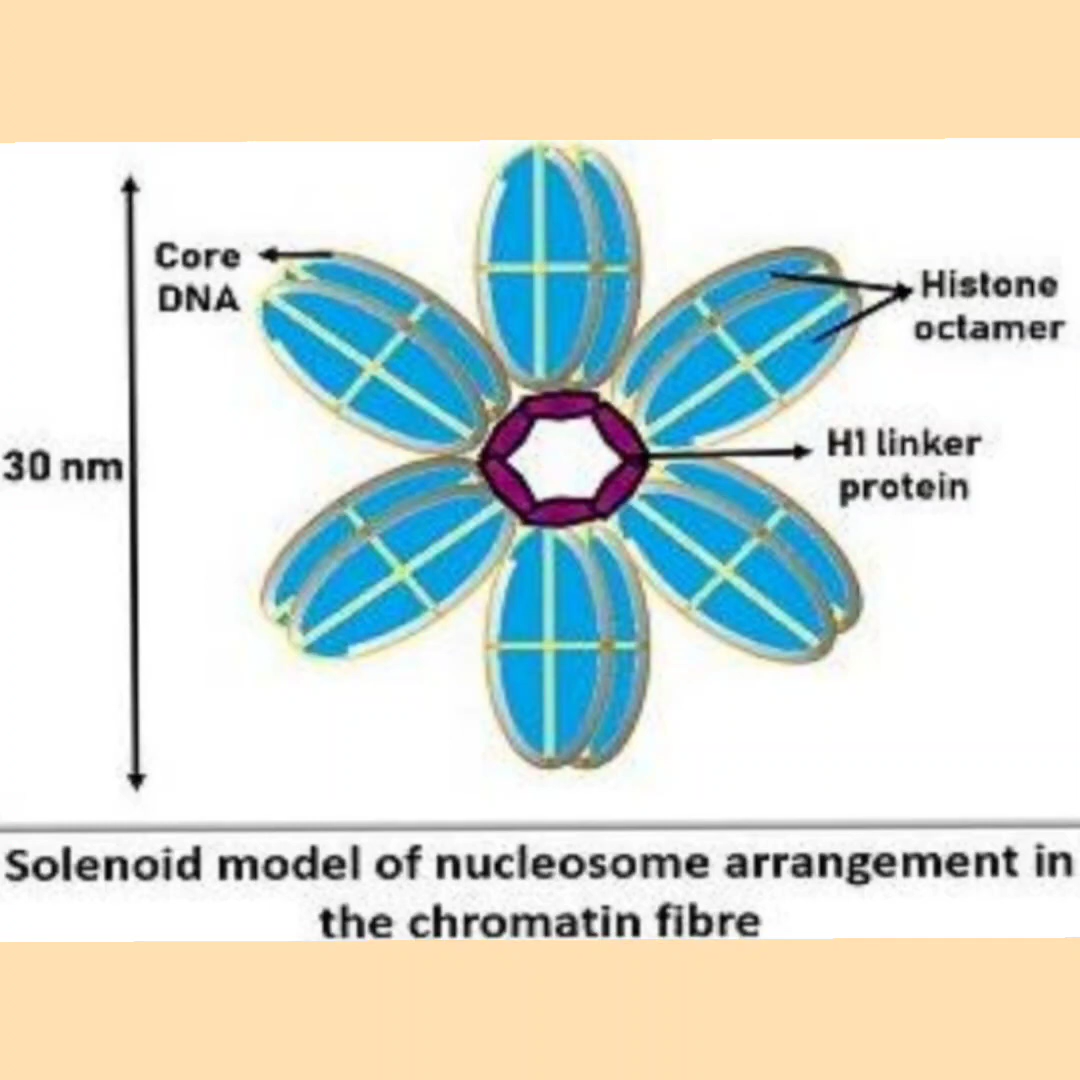 Core
DNA
Histone
octamer
30 nm
H1 linker
protein
Solenoid model of nucleosome arrangement in
the chromatin fibre